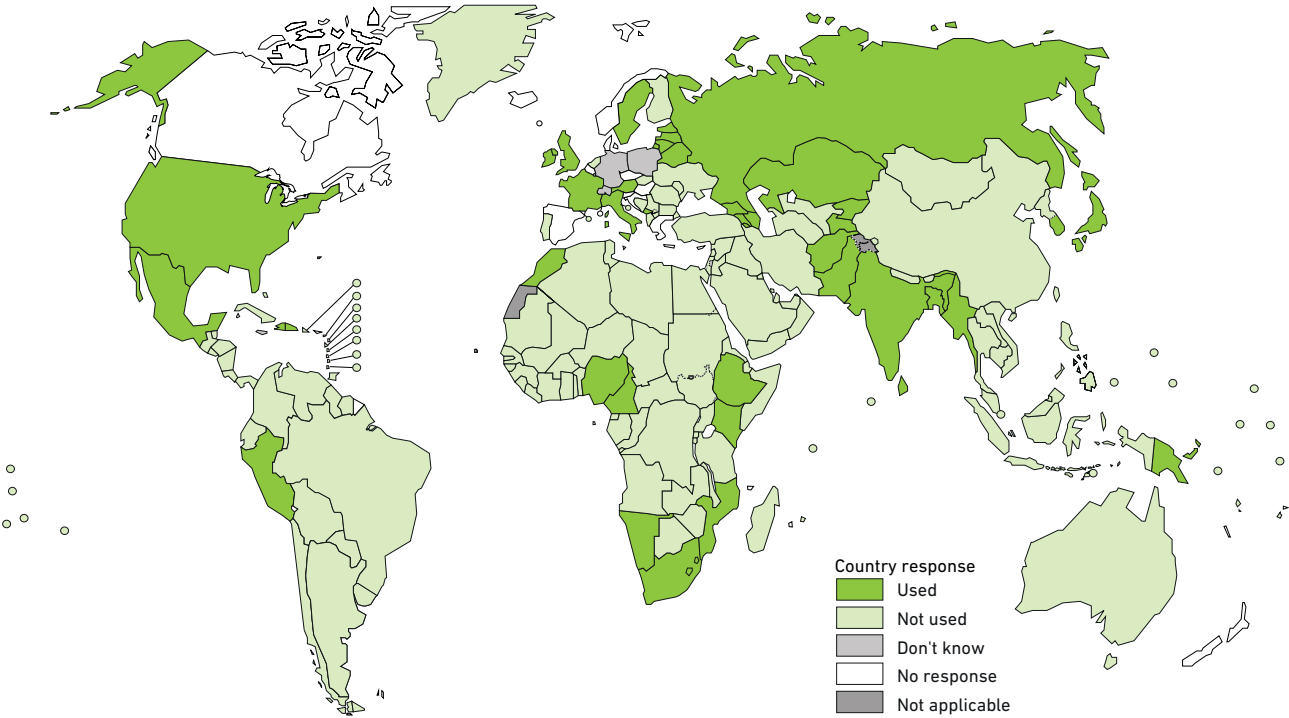 Country response
Used
Not used
Don't know
No response
Not applicable